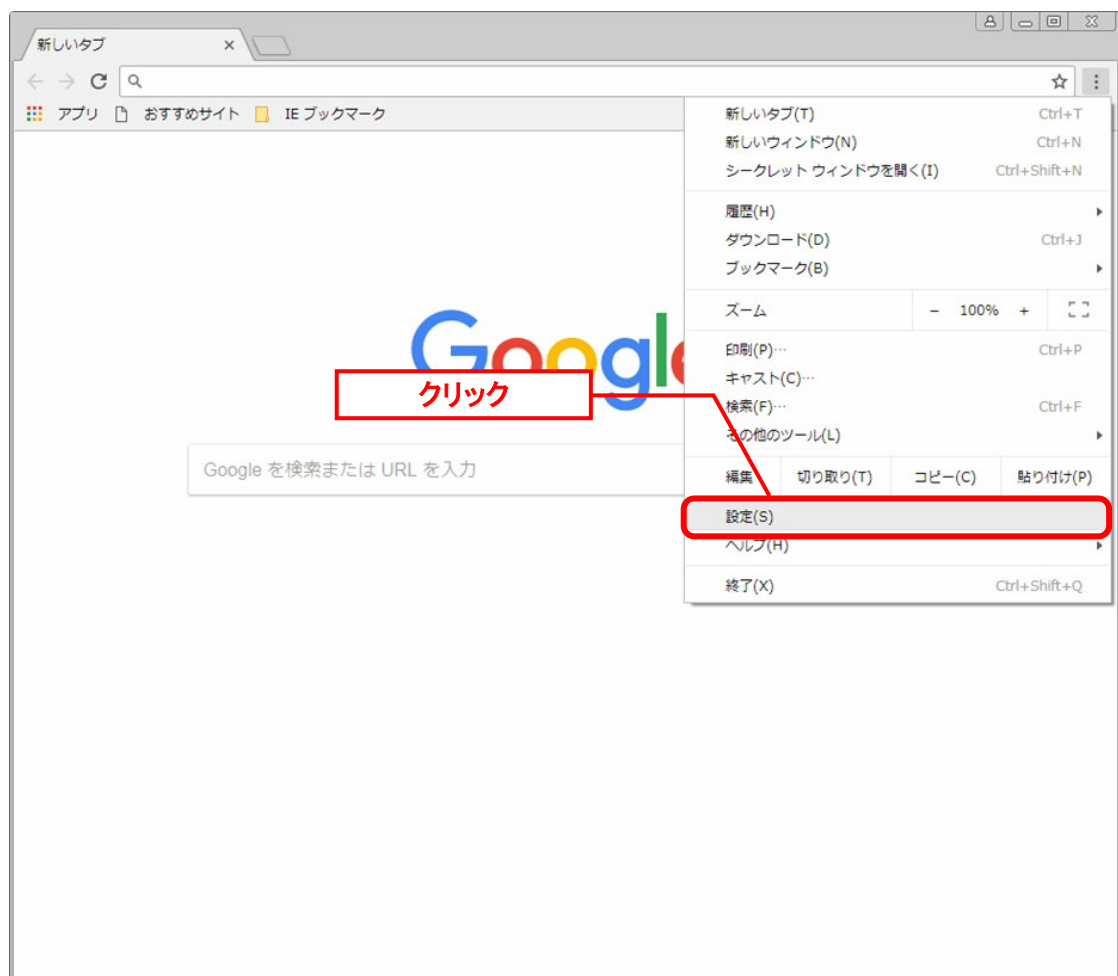 新しいタブ
アプリ おすすめサイト IE ブックマーク
新しいタブ(T) Ctrl+T
新しいウィンドウ(N) Ctrl+N
シークレット ウィンドウを開く(I) Ctrl+Shift+N
履歴(H)
ダウンロード(D) Ctrl+J
ブックマーク(B)
ズーム − 100% +
Google
印刷(P)… Ctrl+P
キャスト(C)…
クリック
検索(F)… Ctrl+F
その他のツール(L)
Google を検索または URL を入力
編集 切り取り(T) コピー(C) 貼り付け(P)
設定(S)
ヘルプ(H)
終了(X) Ctrl+Shift+Q